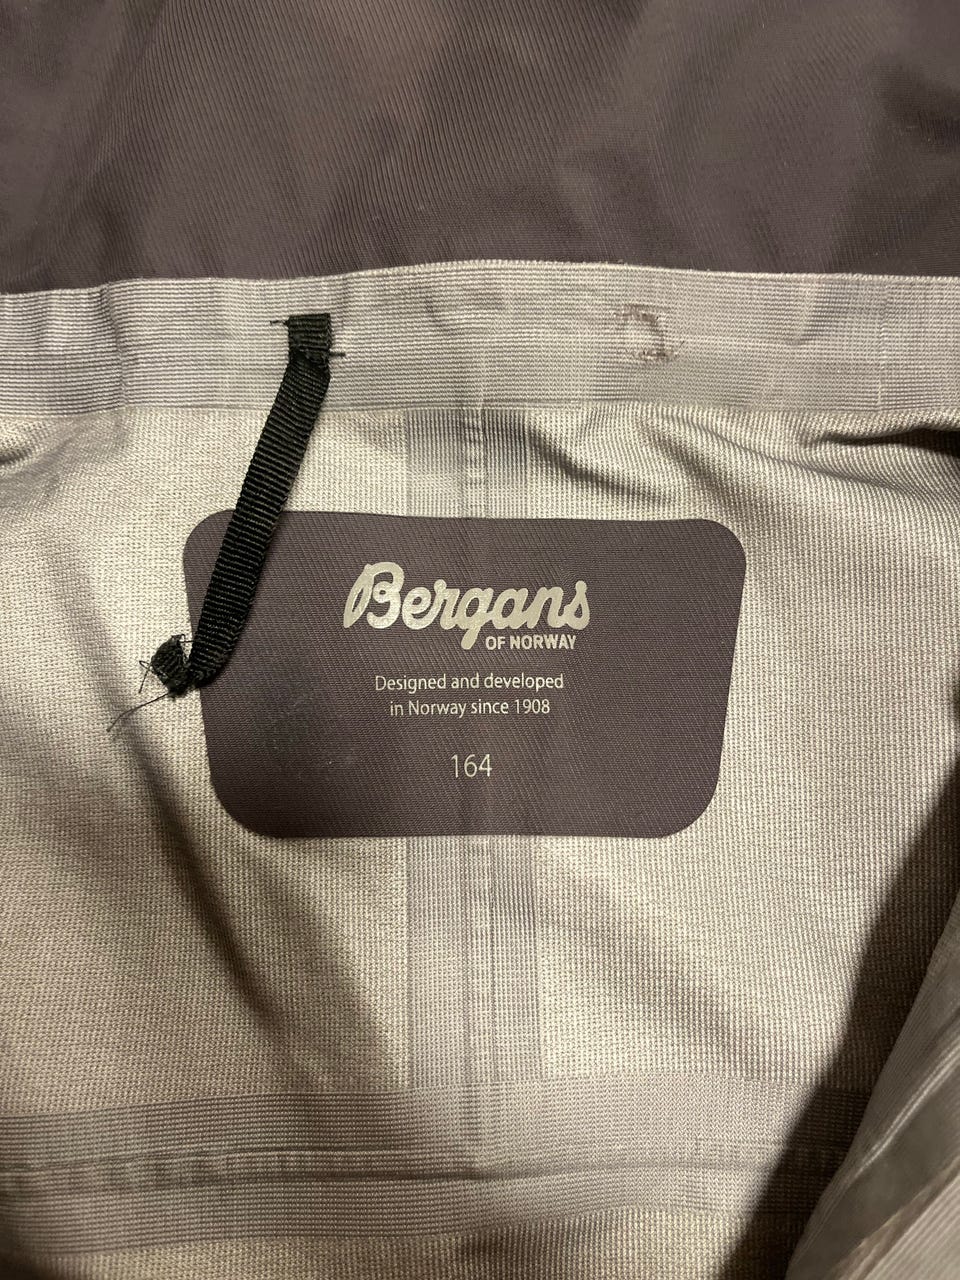 Bergans
OF NORWAY
Designed and developed
in Norway since 1908
164